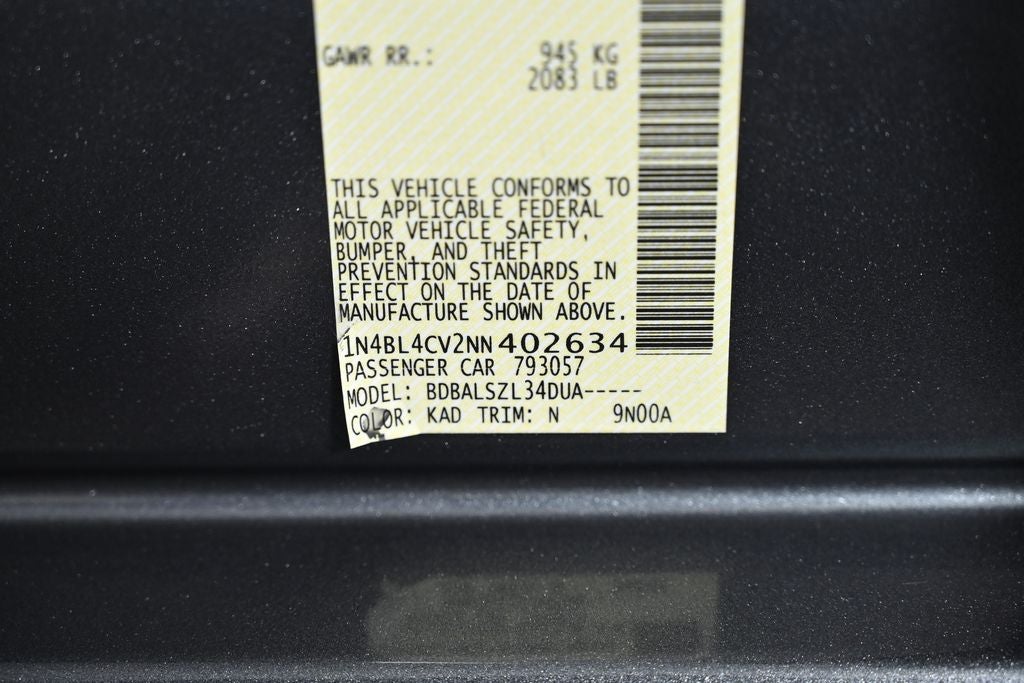 GAWR RR.: 945 KG
2083 LB
THIS VEHICLE CONFORMS TO
ALL APPLICABLE FEDERAL
MOTOR VEHICLE SAFETY,
BUMPER, AND THEFT
PREVENTION STANDARDS IN
EFFECT ON THE DATE OF
MANUFACTURE SHOWN ABOVE.
1N4BL4CV2NN402634
PASSENGER CAR 793057
MODEL: BDBALSZL34DUA-----
COLOR: KAD TRIM: N 9N00A